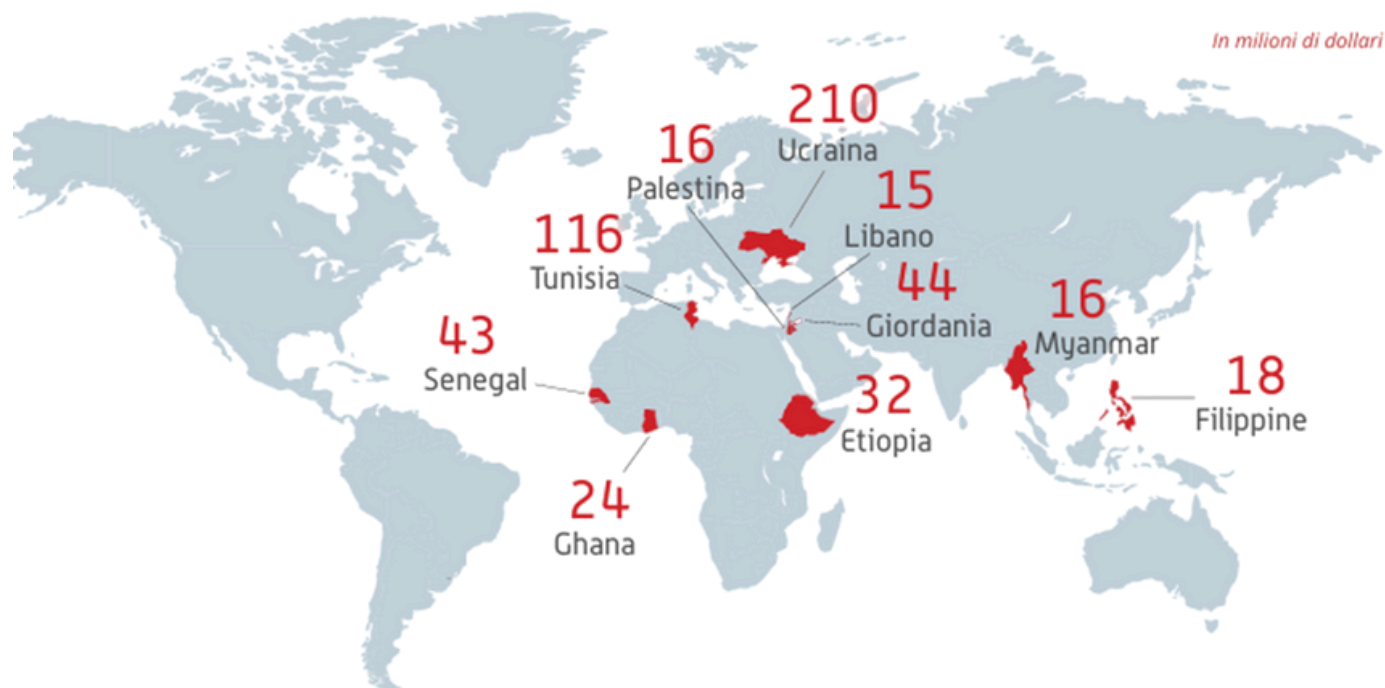 In milioni di dollari
210
Ucraina
16
Palestina
15
Libano
116
Tunisia
44
Giordania
16
Myanmar
43
Senegal
18
Filippine
32
Etiopia
24
Ghana